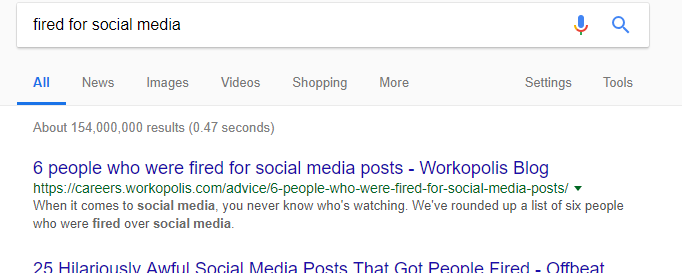 fired for social media
All News Images Videos Shopping More Settings Tools
About 154,000,000 results (0.47 seconds)
6 people who were fired for social media posts - Workopolis Blog
https://careers.workopolis.com/advice/6-people-who-were-fired-for-social-media-posts/
When it comes to social media, you never know who's watching. We've rounded up a list of six people
who were fired over social media.
25 Hilariously Awful Social Media Posts That Got People Fired - Offbeat